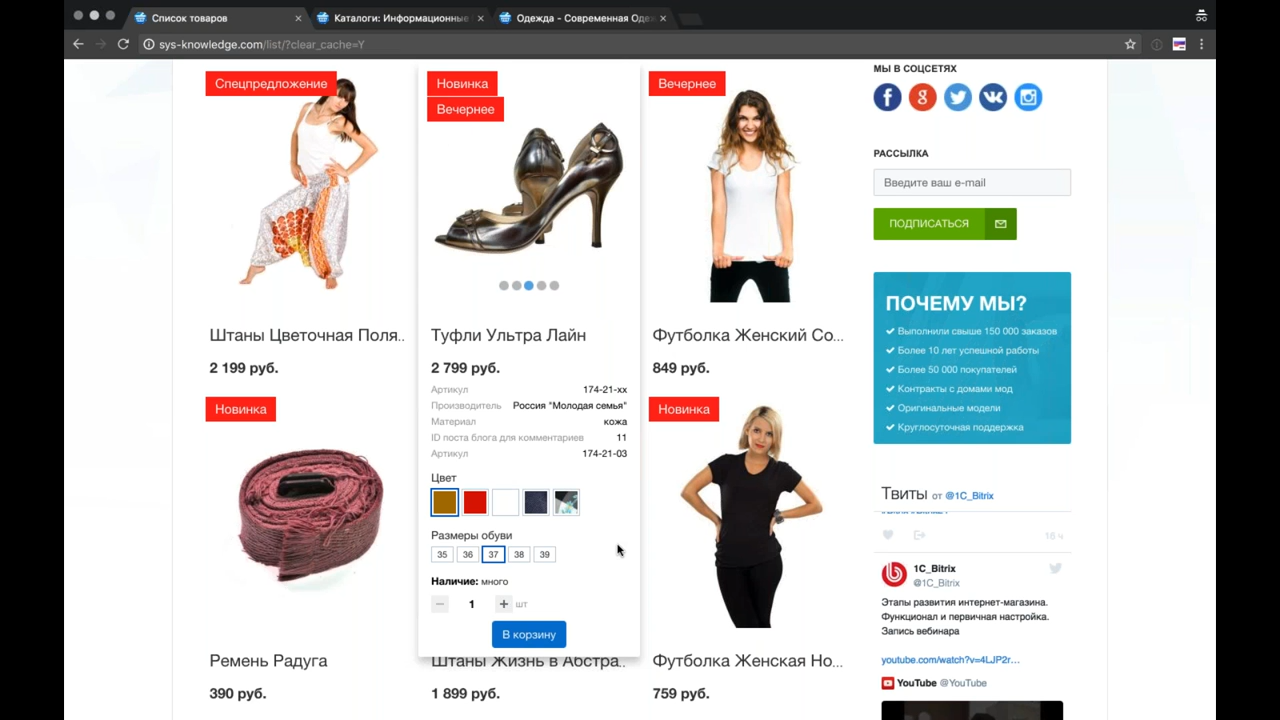 Список товаров
Каталоги: Информационные
Одежда - Современная Оде
sys-knowledge.com/list/?clear_cache=Y
Спецпредложение
Новинка
Вечернее
Вечернее
Штаны Цветочная Поля..
2 199 руб.
Туфли Ультра Лайн
2 799 руб.
Футболка Женский Со...
849 руб.
Артикул 174-21-xx
Производитель Россия "Молодая семья"
Материал кожа
ID поста блога для комментариев 11
Артикул 174-21-03
Цвет
Размеры обуви
35 36 37 38 39
Наличие: много
1 шт
В корзину
Новинка
Новинка
Ремень Радуга
390 руб.
Штаны Жизнь в Абстра..
1 899 руб.
Футболка Женская Но...
759 руб.
МЫ В СОЦСЕТЯХ
РАССЫЛКА
Введите ваш e-mail
ПОДПИСАТЬСЯ
ПОЧЕМУ МЫ?
Выполнили свыше 150 000 заказов
Более 10 лет успешной работы
Более 50 000 покупателей
Контракты с домами мод
Оригинальные модели
Круглосуточная поддержка
Твиты от @1C_Bitrix
18 ч
1C_Bitrix
@1C_Bitrix
Этапы развития интернет-магазина.
Функционал и первичная настройка.
Запись вебинара
youtube.com/watch?v=4LJP2r...
YouTube @YouTube